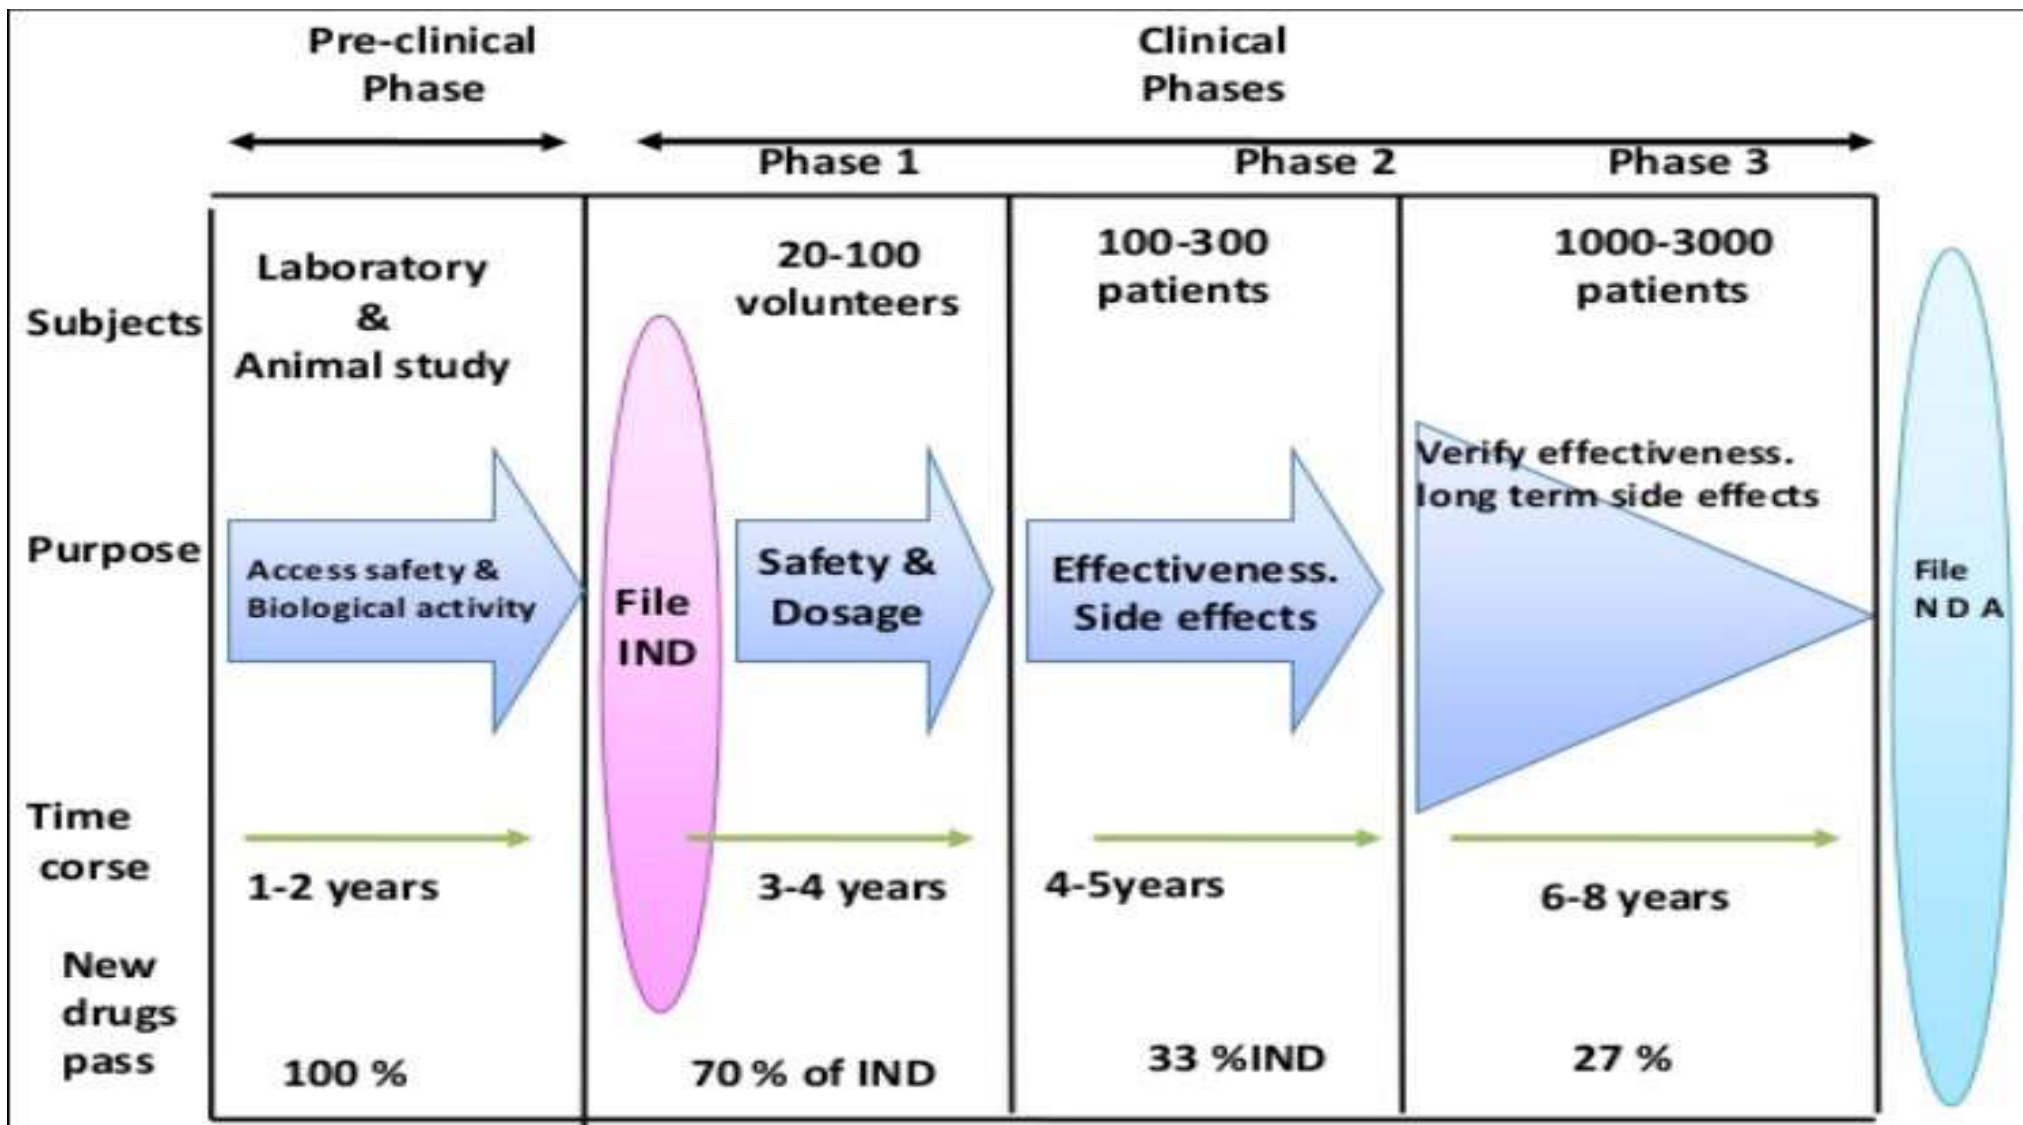 Pre-clinical
Phase
Clinical
Phases
Phase 1
Phase 2
Phase 3
Subjects
Laboratory
&
Animal study
20-100
volunteers
100-300
patients
1000-3000
patients
Purpose
Access safety &
Biological activity
File
IND
Safety &
Dosage
Effectiveness.
Side effects
Verify effectiveness.
long term side effects
File
N D A
Time
corse
1-2 years
3-4 years
4-5years
6-8 years
New
drugs
pass
100 %
70 % of IND
33 %IND
27 %